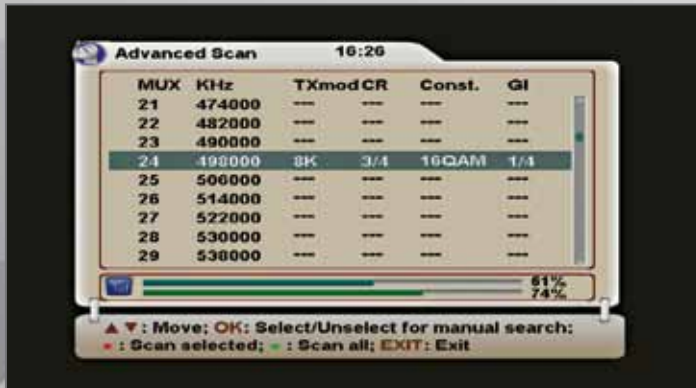 Advanced Scan 16:26
MUX KHz TXmod CR Const. GI
21 474000 --- --- --- ---
22 482000 --- --- --- ---
23 490000 --- --- --- ---
24 498000 8K 3/4 16QAM 1/4
25 506000 --- --- --- ---
26 514000 --- --- --- ---
27 522000 --- --- --- ---
28 530000 --- --- --- ---
29 538000 --- --- --- ---
61%
74%
▲ ▼ : Move; OK: Select/Unselect for manual search;
: Scan selected; : Scan all; EXIT: Exit